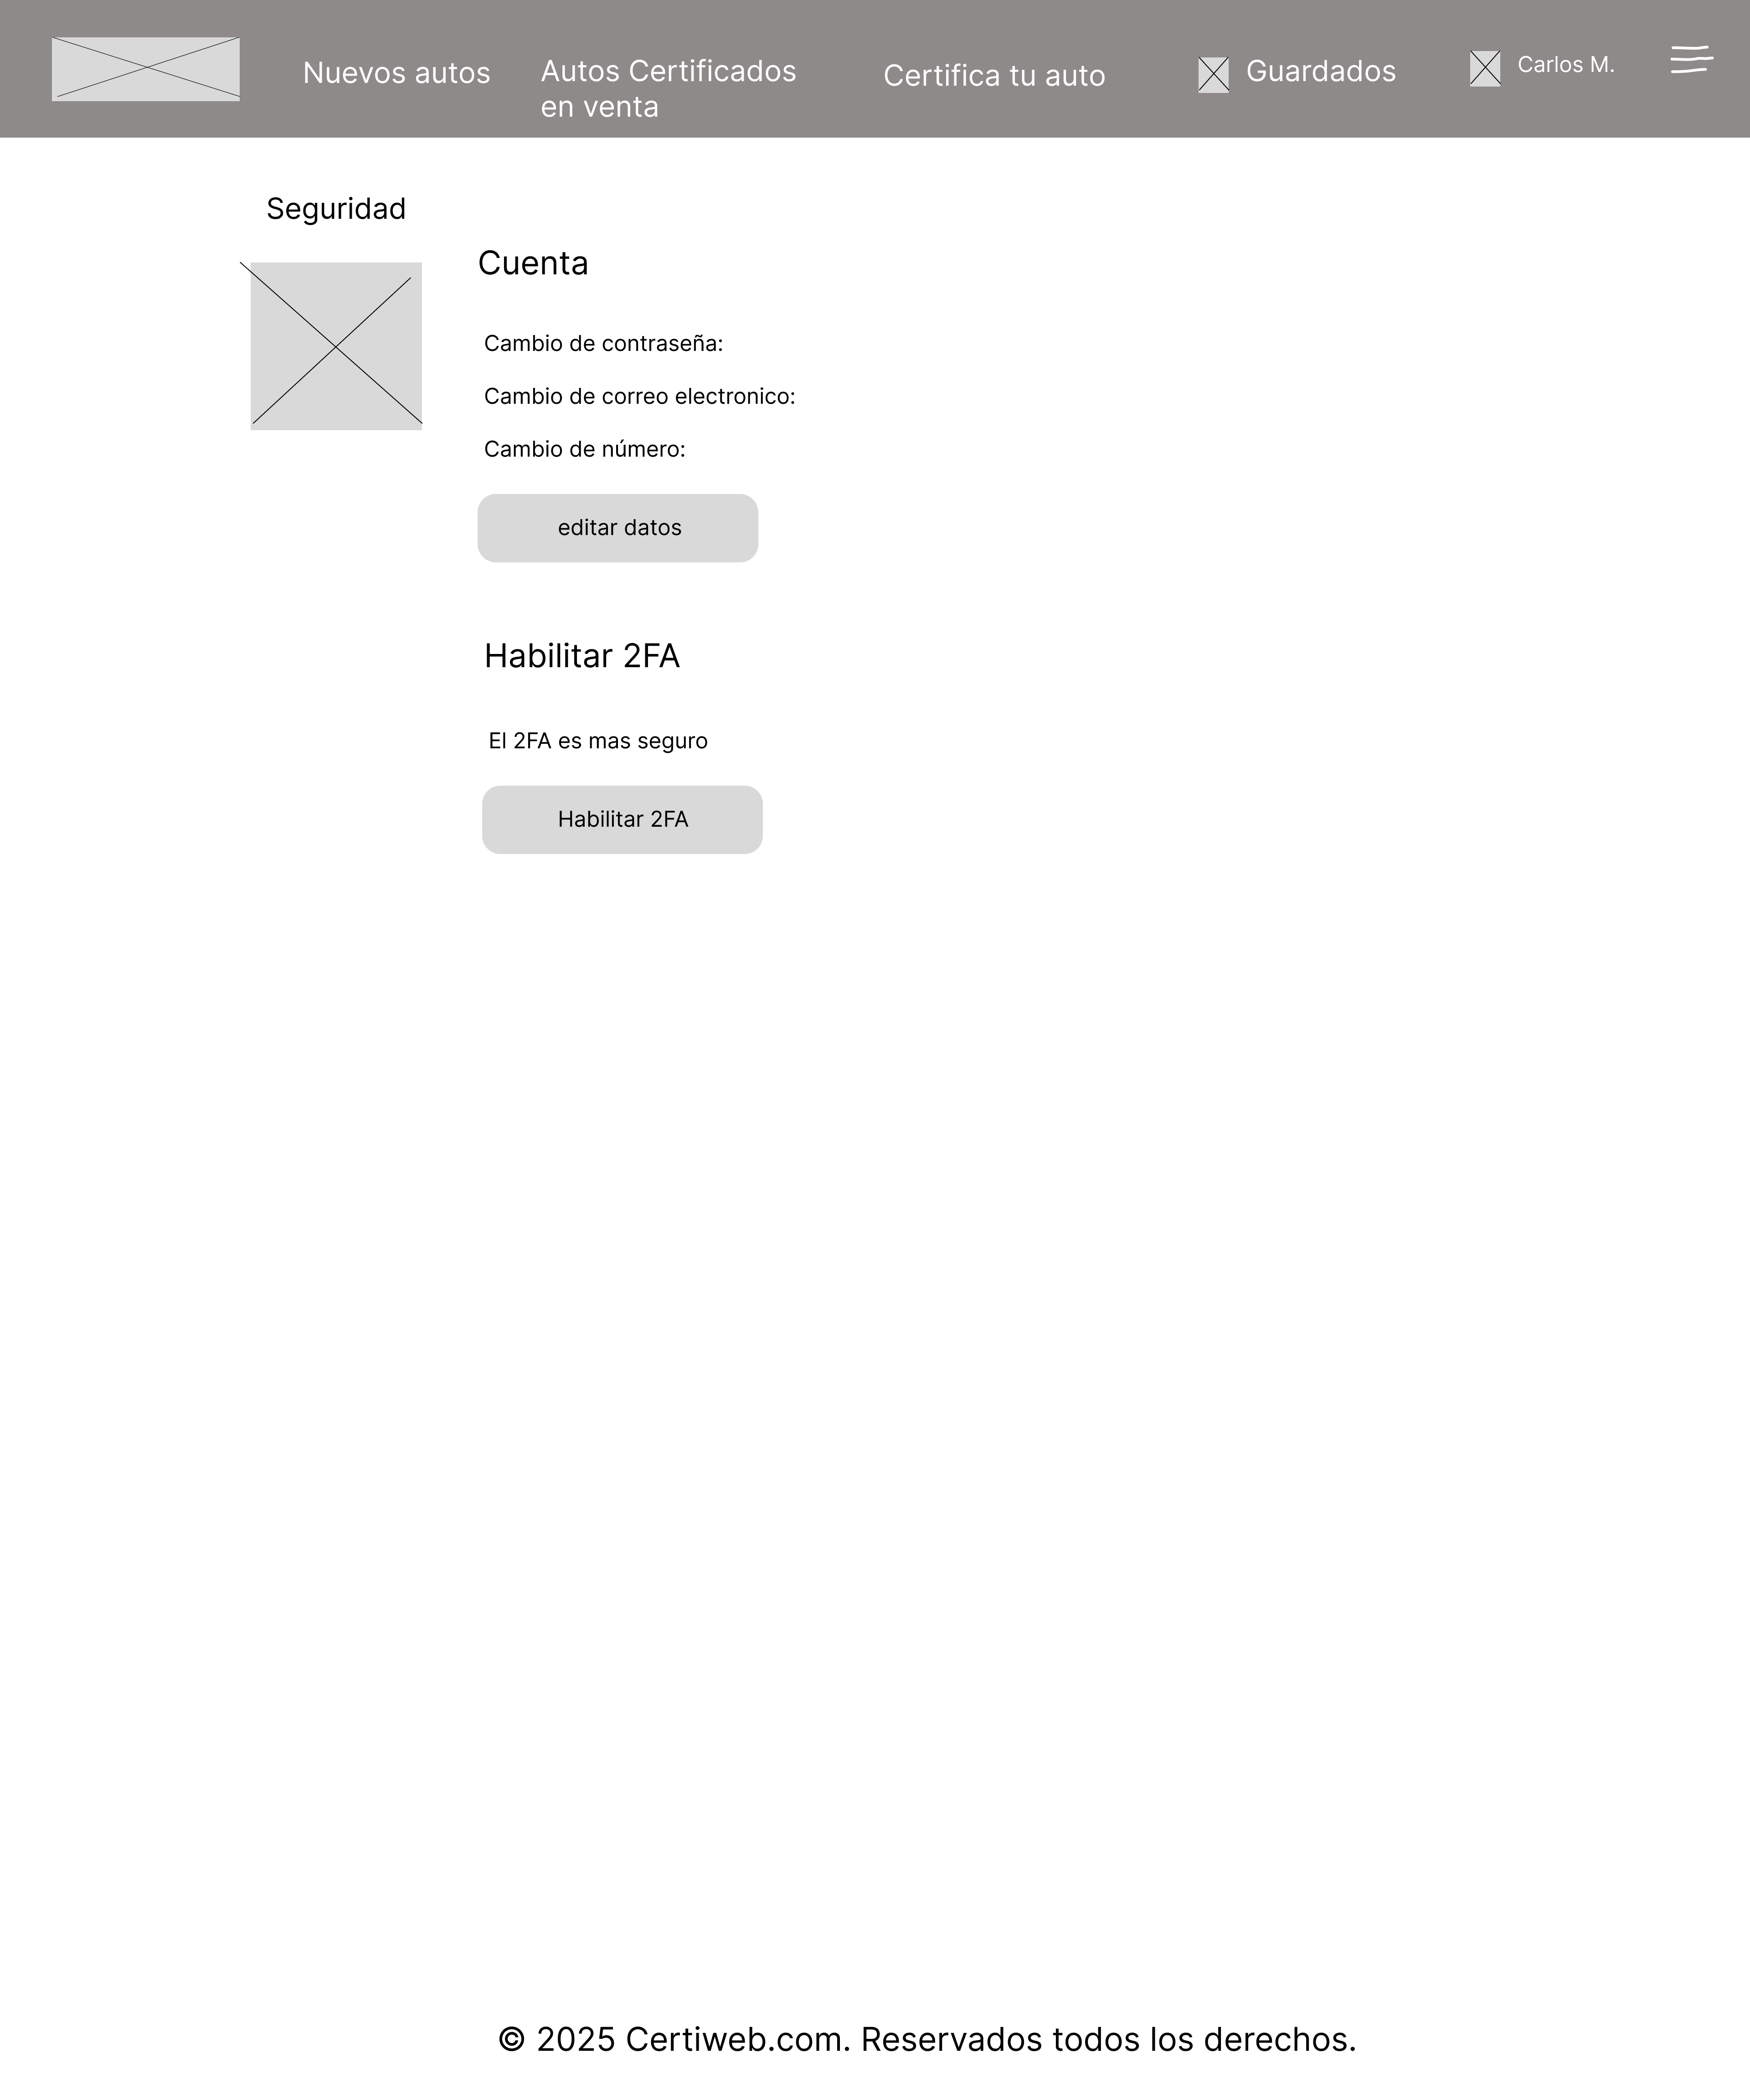 Nuevos autos
Autos Certificados
en venta
Certifica tu auto
Guardados
Carlos M.
Seguridad
Cuenta
Cambio de contraseña:
Cambio de correo electronico:
Cambio de número:
editar datos
Habilitar 2FA
El 2FA es mas seguro
Habilitar 2FA
© 2025 Certiweb.com. Reservados todos los derechos.